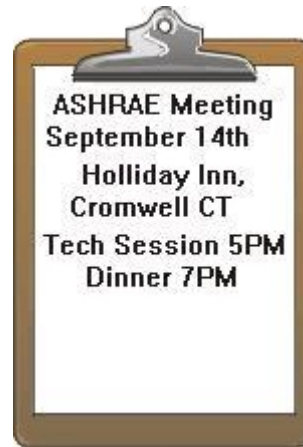 ASHRAE Meeting
September 14th
Holliday Inn,
Cromwell CT
Tech Session 5PM
Dinner 7PM